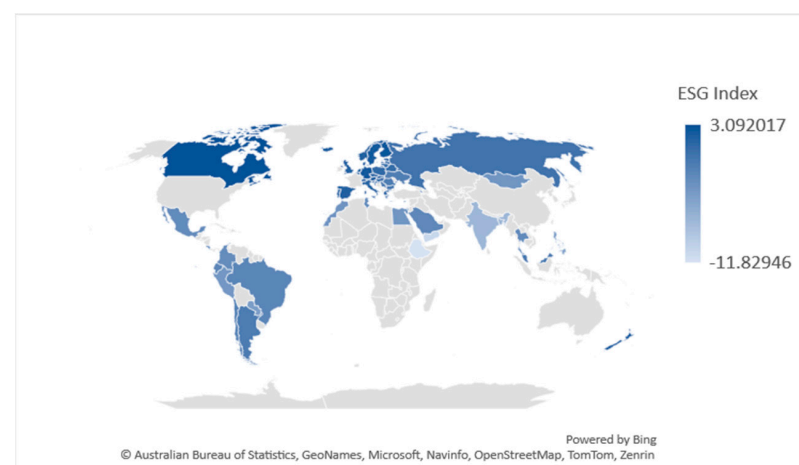 ESG Index
3.092017
-11.82946
Powered by Bing
© Australian Bureau of Statistics, GeoNames, Microsoft, Navinfo, OpenStreetMap, TomTom, Zenrin